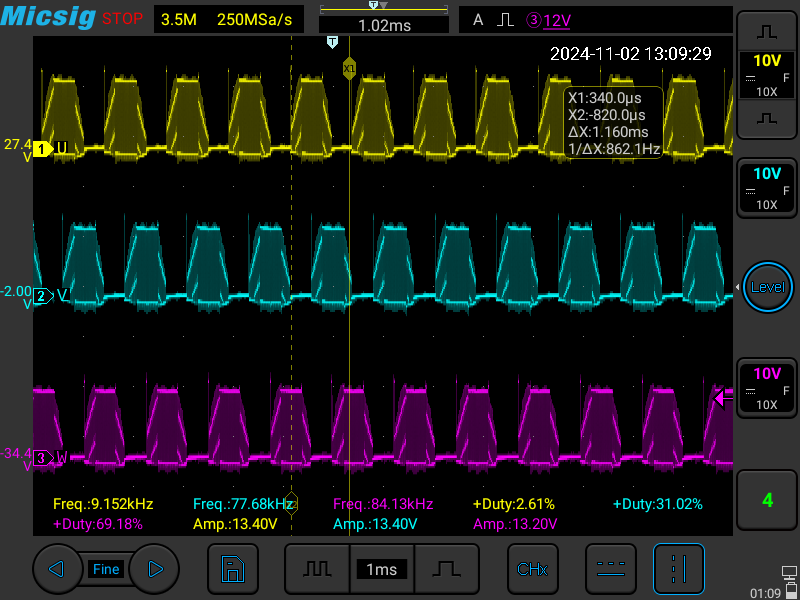 Micsig STOP 3.5M 250MSa/s T 1.02ms A 3 12V
T
2024-11-02 13:09:29
X1
X1:340.0μs
X2:-820.0μs
ΔX:1.160ms
1/ΔX:862.1Hz
27.4 V 1 U
-2.00 V 2 V
-34.4 V 3 W
10V
F
10X
10V
F
10X
Level
10V
F
10X
4
Freq.:9.152kHz Freq.:77.68kHz Freq.:84.13kHz +Duty:2.61% +Duty:31.02%
+Duty:69.18% Amp.:13.40V Amp.:13.40V Amp.:13.20V
Fine 1ms CHx
01:09